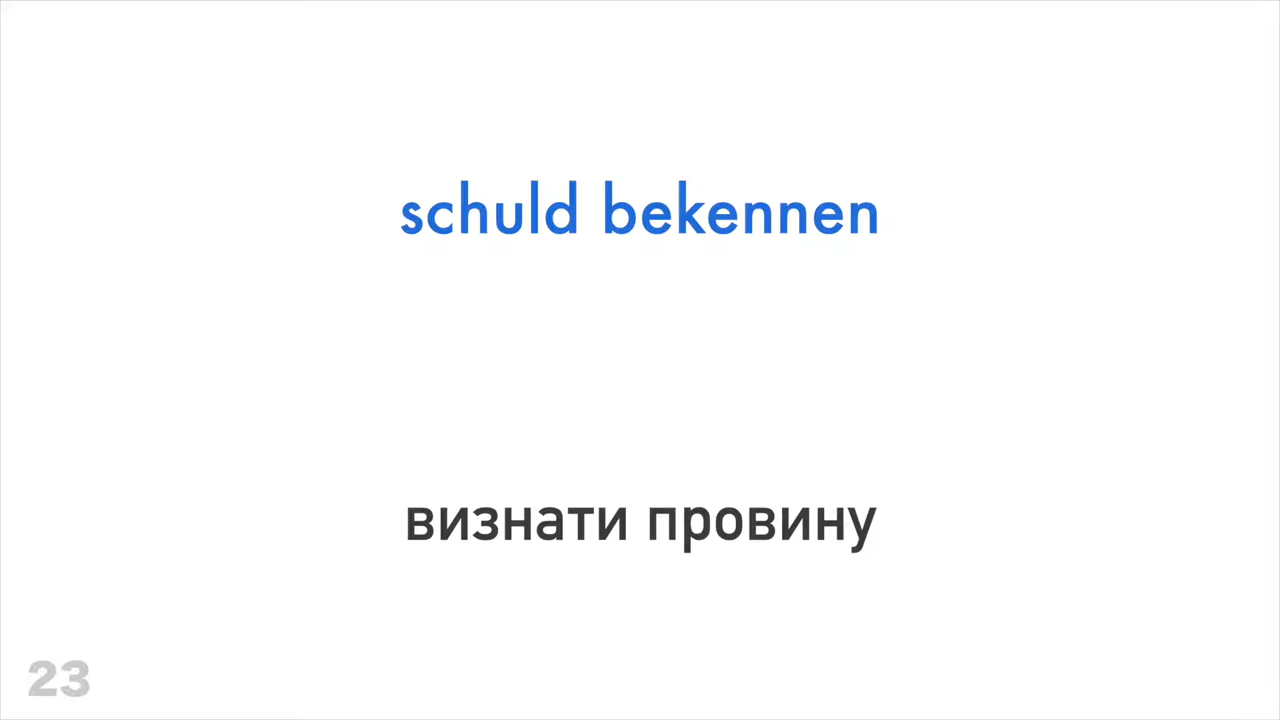 schuld bekennen
визнати провину
23